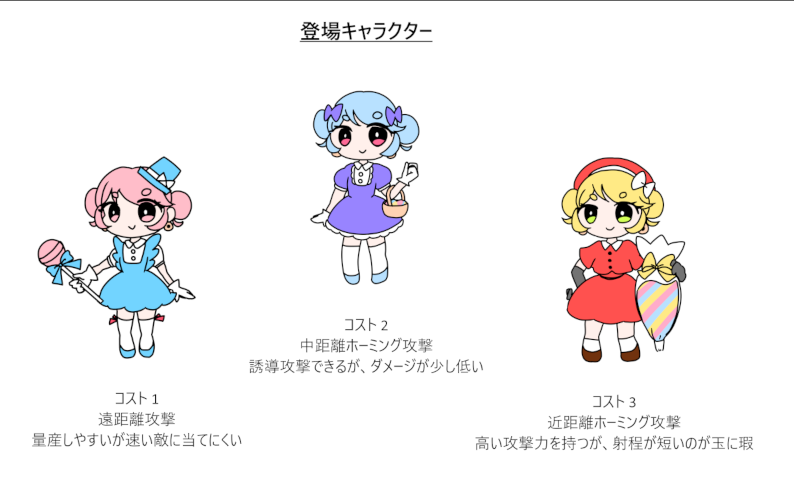 登場キャラクター
コスト1
遠距離攻撃
量産しやすいが速い敵に当てにくい
コスト2
中距離ホーミング攻撃
誘導攻撃できるが、ダメージが少し低い
コスト3
近距離ホーミング攻撃
高い攻撃力を持つが、射程が短いのが玉に瑕